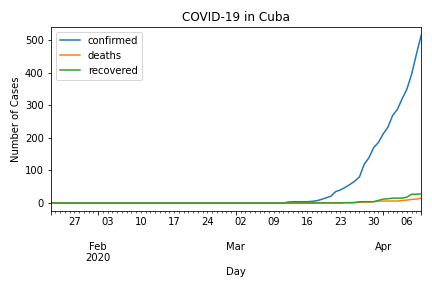 COVID-19 in Cuba
500
400
300
200
100
0
Number of Cases
confirmed
deaths
recovered
27 03 10 17 24 02 09 16 23 30 06
Feb Mar Apr
2020
Day